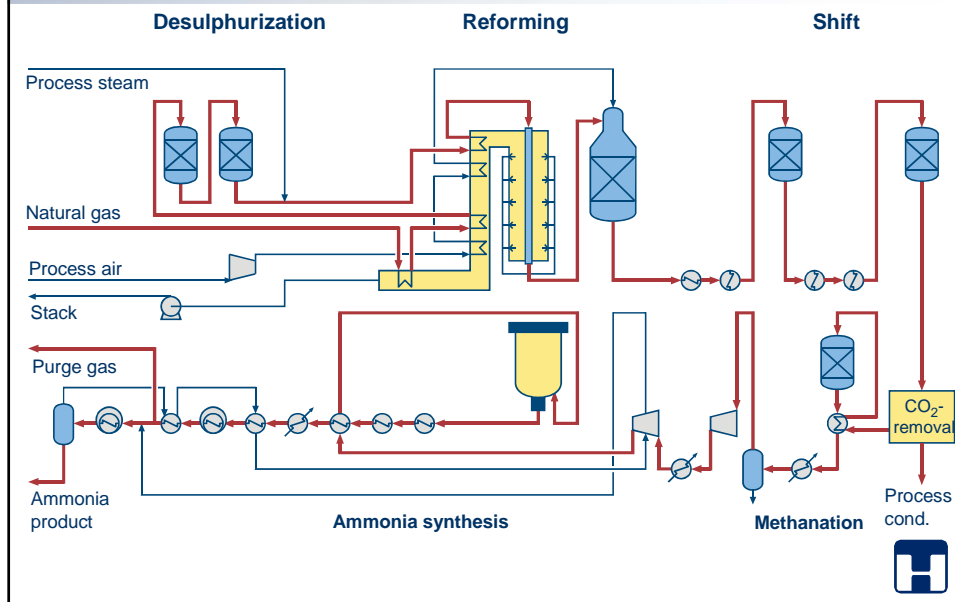 Desulphurization
Reforming
Shift
Process steam
Natural gas
Process air
Stack
Purge gas
CO2-
removal
Ammonia
product
Ammonia synthesis
Methanation
Process
cond.